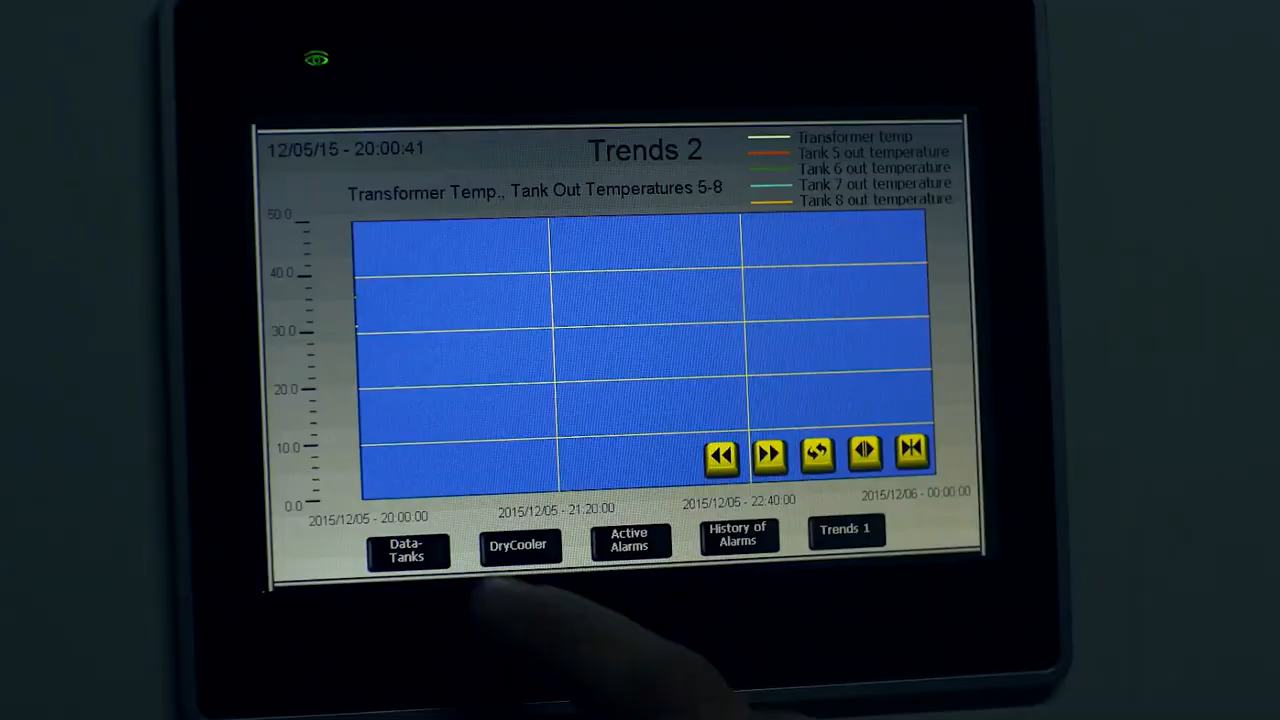 12/05/15 - 20:00:41
Trends 2
Transformer temp
Tank 5 out temperature
Tank 6 out temperature
Tank 7 out temperature
Tank 8 out temperature
Transformer Temp., Tank Out Temperatures 5-8
50.0
40.0
30.0
20.0
10.0
0.0
2015/12/05 - 20:00:00
2015/12/05 - 21:20:00
2015/12/05 - 22:40:00
2015/12/06 - 00:00:00
Data-
Tanks
DryCooler
Active
Alarms
History of
Alarms
Trends 1